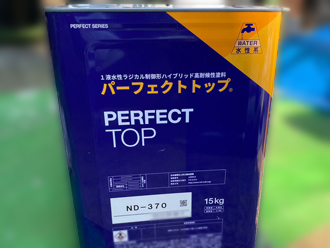 PERFECT SERIES
WATER
水性系
1液水性ラジカル制御形ハイブリッド高耐候性塗料
パーフェクトトップ®
PERFECT
TOP
15kg
ND-370